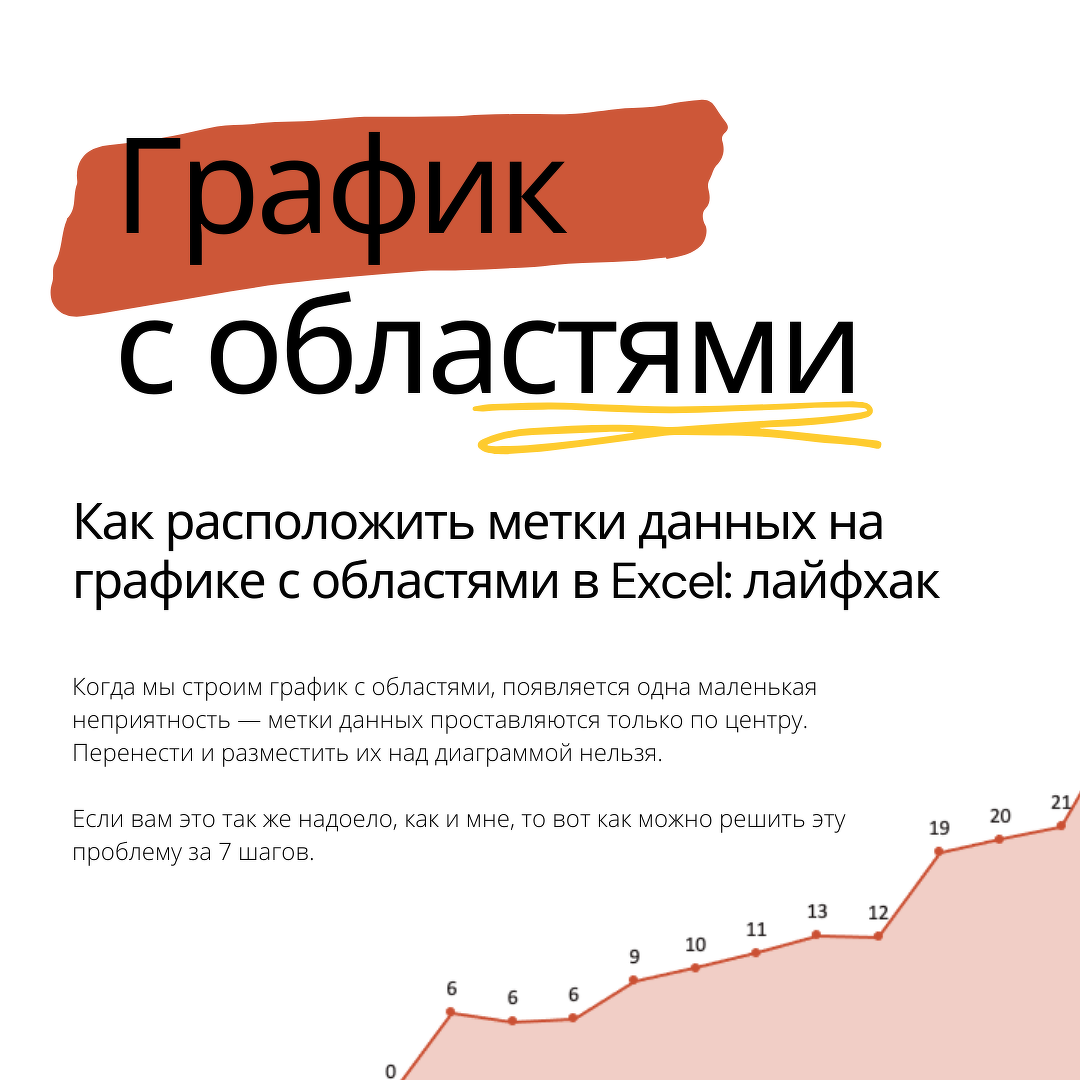 График
с областями
Как расположить метки данных на
графике с областями в Excel: лайфхак
Когда мы строим график с областями, появляется одна маленькая
неприятность — метки данных проставляются только по центру.
Перенести и разместить их над диаграммой нельзя.
Если вам это так же надоело, как и мне, то вот как можно решить эту
проблему за 7 шагов.
0
6
6
6
9
10
11
13
12
19
20
21